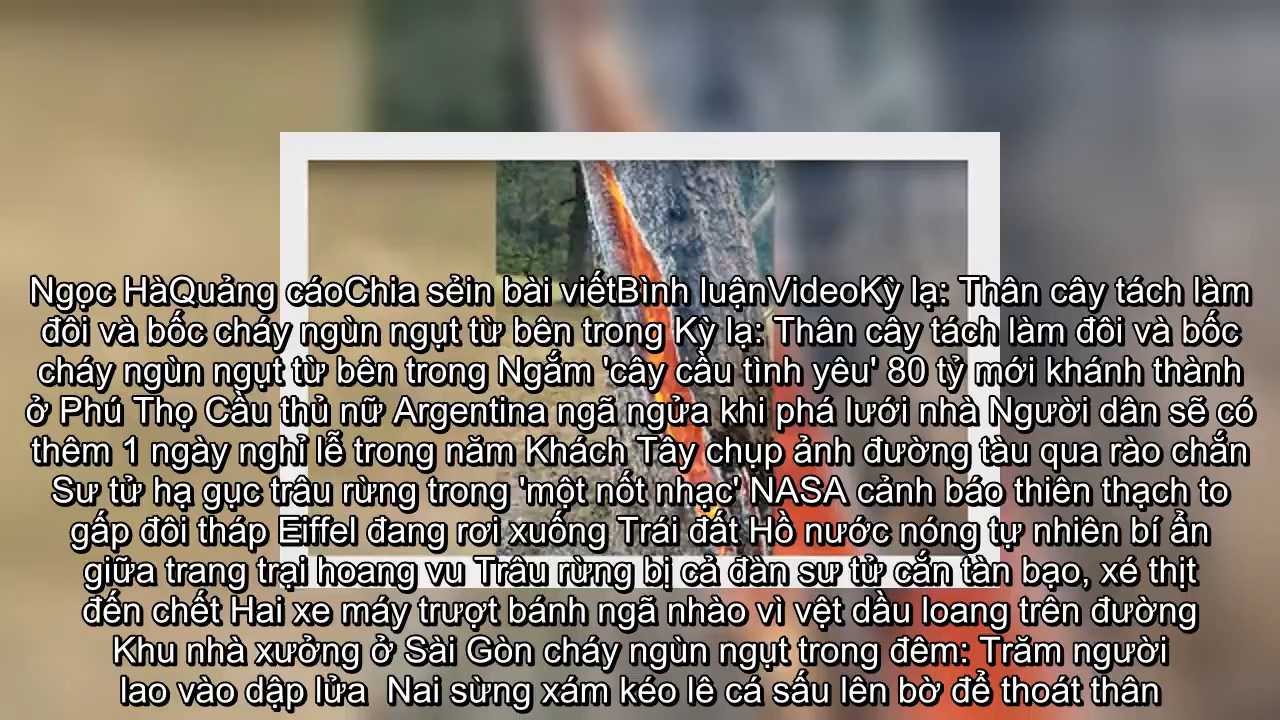 Ngọc HàQuảng cáoChia sẻin bài viếtBình luậnVideoKỳ lạ: Thân cây tách làm
đôi và bốc cháy ngùn ngụt từ bên trong Kỳ lạ: Thân cây tách làm đôi và bốc
cháy ngùn ngụt từ bên trong Ngắm 'cây cầu tình yêu' 80 tỷ mới khánh thành
ở Phú Thọ Cầu thủ nữ Argentina ngã ngửa khi phá lưới nhà Người dân sẽ có
thêm 1 ngày nghỉ lễ trong năm Khách Tây chụp ảnh đường tàu qua rào chắn
Sư tử hạ gục trâu rừng trong 'một nốt nhạc' NASA cảnh báo thiên thạch to
gấp đôi tháp Eiffel đang rơi xuống Trái đất Hồ nước nóng tự nhiên bí ẩn
giữa trang trại hoang vu Trâu rừng bị cả đàn sư tử cắn tàn bạo, xé thịt
đến chết Hai xe máy trượt bánh ngã nhào vì vệt dầu loang trên đường
Khu nhà xưởng ở Sài Gòn cháy ngùn ngụt trong đêm: Trăm người
lao vào dập lửa  Nai sừng xám kéo lê cá sấu lên bờ để thoát thân